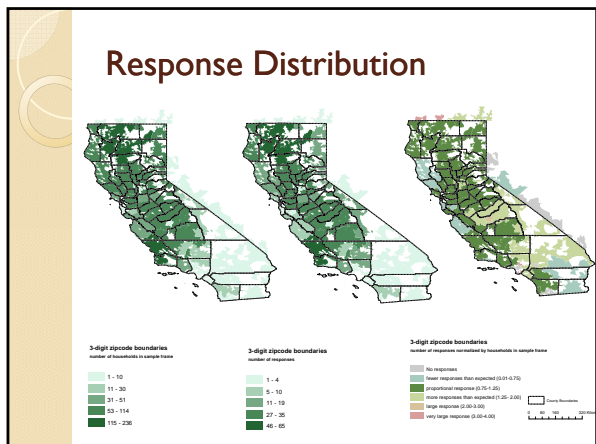 Response Distribution
3-digit zipcode boundaries
number of households in sample frame
1 - 10
11 - 30
31 - 51
53 - 114
115 - 236
3-digit zipcode boundaries
number of responses
1 - 4
5 - 10
11 - 19
27 - 35
46 - 65
3-digit zipcode boundaries
number of responses normalized by households in sample frame
No responses
fewer responses than expected (0.01-0.75)
proportional response (0.75-1.25)
more responses than expected (1.25- 2.00)
large response (2.00-3.00)
very large response (3.00-4.00)
County Boundaries
0 80 160 320